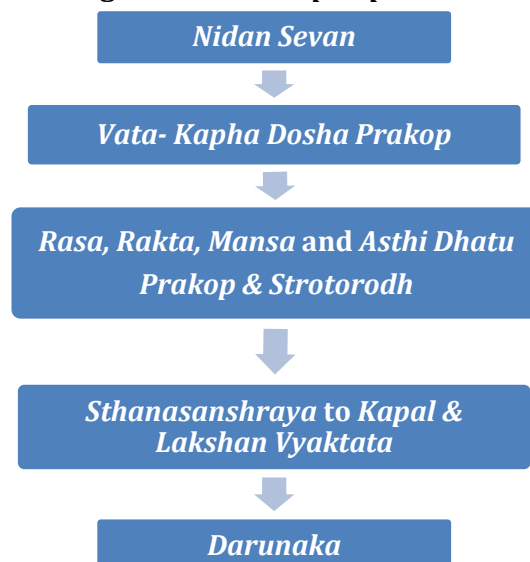 Nidan Sevan
Vata- Kapha Dosha Prakop
Rasa, Rakta, Mansa and Asthi Dhatu
Prakop & Strotorodh
Sthanasanshraya to Kapal &
Lakshan Vyaktata
Darunaka